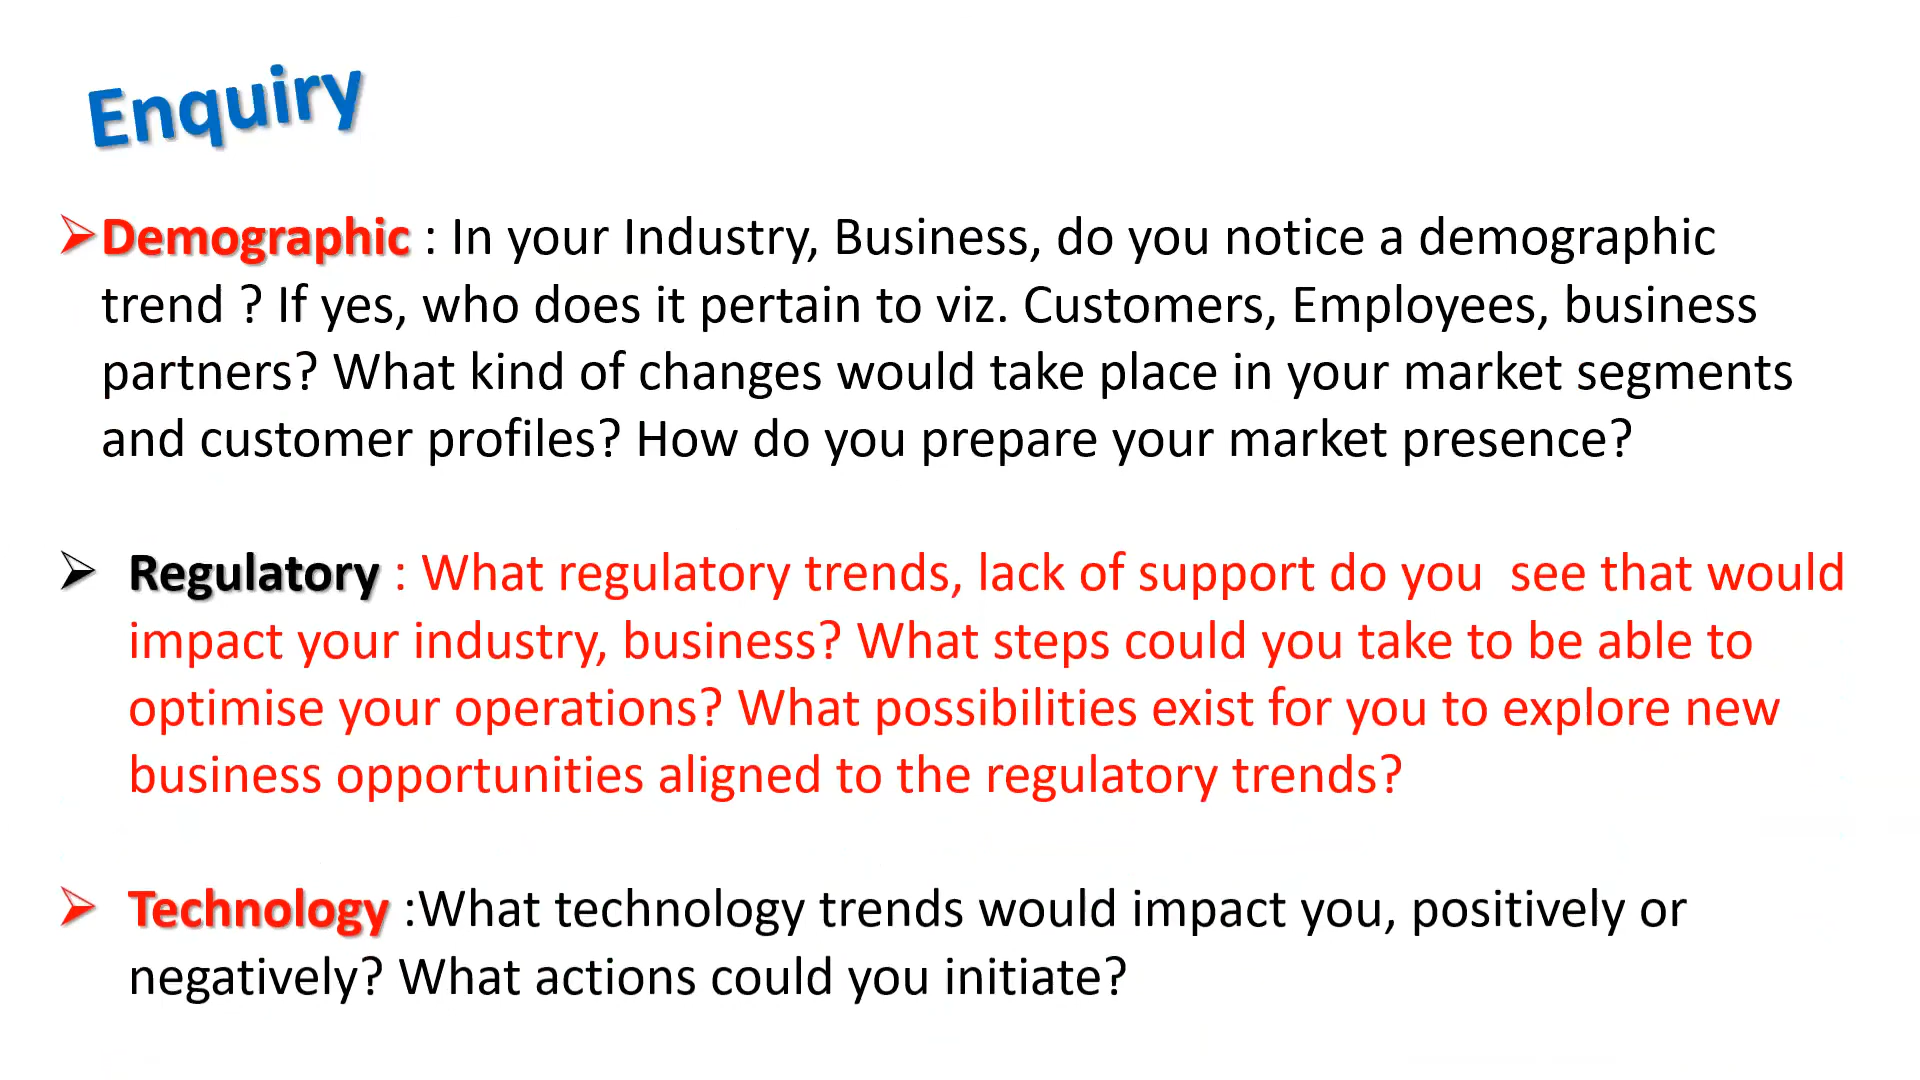 Enquiry
➢Demographic : In your Industry, Business, do you notice a demographic
trend ? If yes, who does it pertain to viz. Customers, Employees, business
partners? What kind of changes would take place in your market segments
and customer profiles? How do you prepare your market presence?
➢ Regulatory : What regulatory trends, lack of support do you  see that would
impact your industry, business? What steps could you take to be able to
optimise your operations? What possibilities exist for you to explore new
business opportunities aligned to the regulatory trends?
➢ Technology :What technology trends would impact you, positively or
negatively? What actions could you initiate?